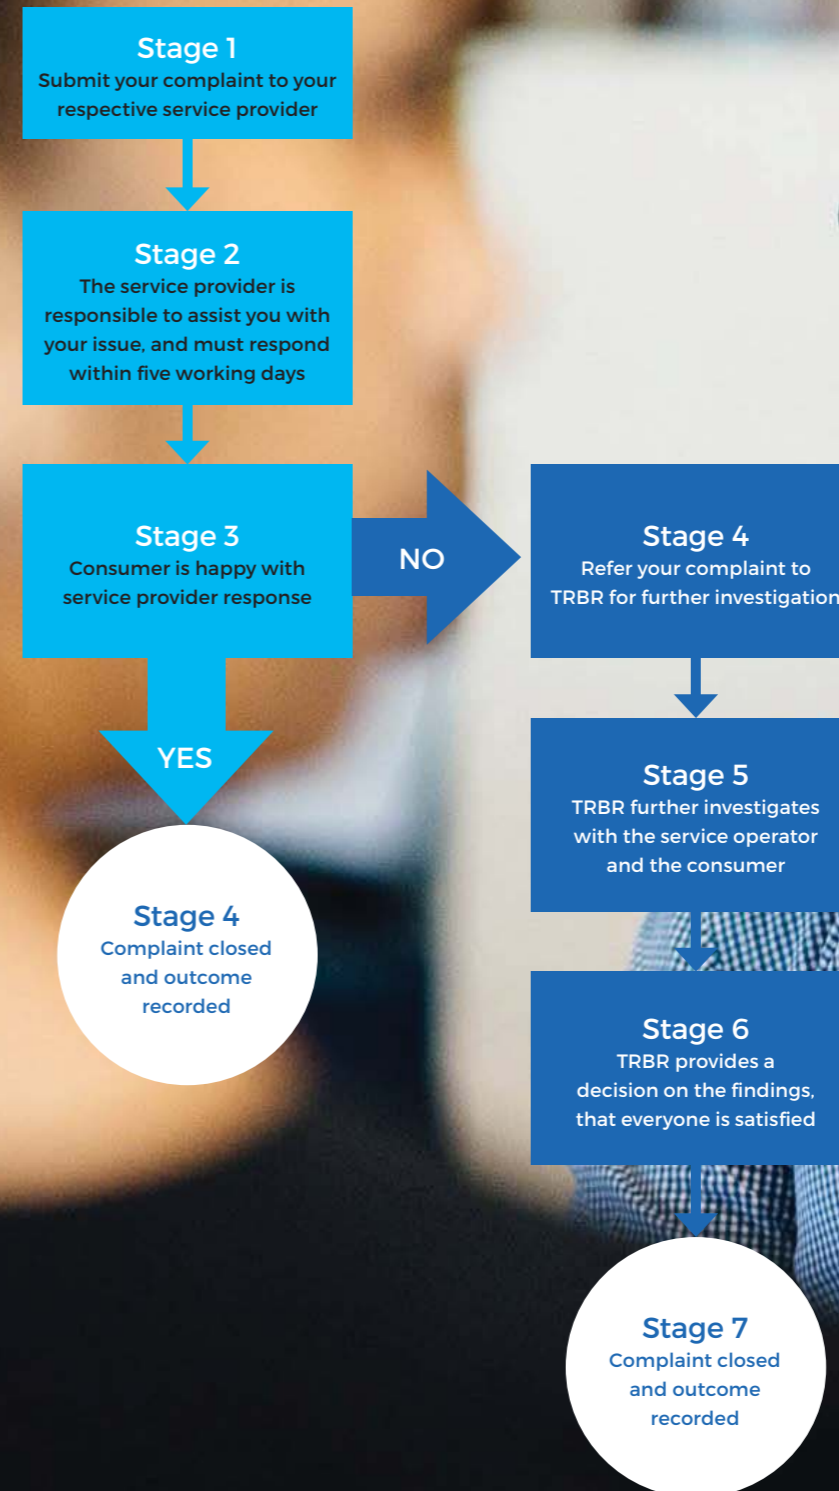 Stage 1
Submit your complaint to your
respective service provider
Stage 2
The service provider is
responsible to assist you with
your issue, and must respond
within five working days
Stage 3
Consumer is happy with
service provider response
NO
YES
Stage 4
Complaint closed
and outcome
recorded
Stage 4
Refer your complaint to
TRBR for further investigation
Stage 5
TRBR further investigates
with the service operator
and the consumer
Stage 6
TRBR provides a
decision on the findings,
that everyone is satisfied
Stage 7
Complaint closed
and outcome
recorded